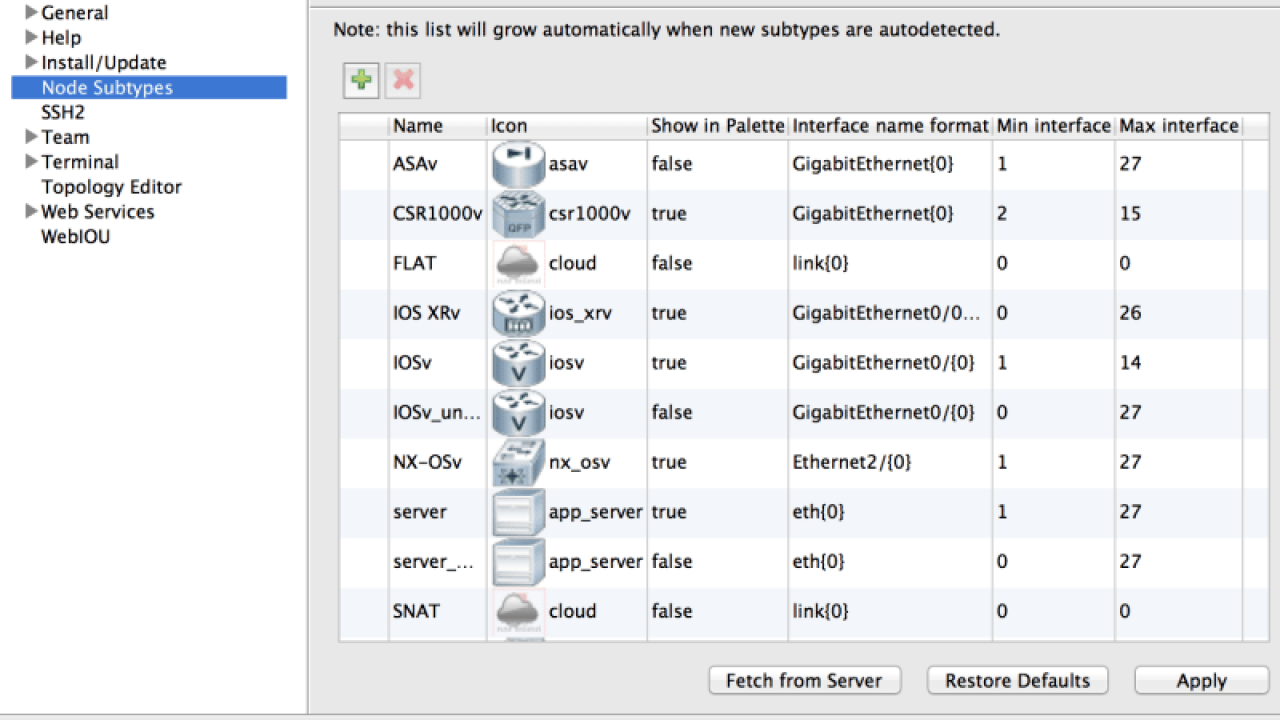 General
Help
Install/Update
Node Subtypes
SSH2
Team
Terminal
Topology Editor
Web Services
WebIOU
Note: this list will grow automatically when new subtypes are autodetected.
Name Icon Show in Palette Interface name format Min interface Max interface
ASAv asav false GigabitEthernet{0} 1 27
CSR1000v QFP csr1000v true GigabitEthernet{0} 2 15
FLAT cloud false link{0} 0 0
IOS XRv ios_xrv true GigabitEthernet0/0... 0 26
IOSv V iosv true GigabitEthernet0/{0} 1 14
IOSv_un... V iosv false GigabitEthernet0/{0} 0 27
NX-OSv nx_osv true Ethernet2/{0} 1 27
server app_server true eth{0} 1 27
server_... app_server false eth{0} 0 27
SNAT cloud false link{0} 0 0
Fetch from Server Restore Defaults Apply